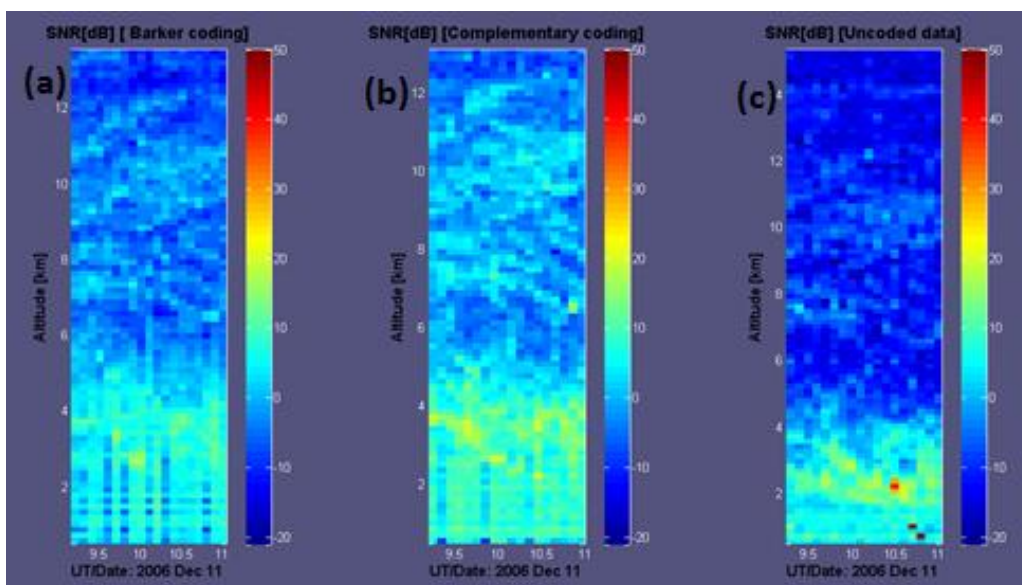 SNR[dB] [ Barker coding]
(a)
50
40
30
20
10
0
-10
-20
12
10
8
6
4
2
Altitude [km]
9.5 10 10.5 11
UT/Date: 2006 Dec 11
SNR[dB] [Complementary coding]
(b)
50
40
30
20
10
0
-10
-20
12
10
8
6
4
2
Altitude [km]
9.5 10 10.5 11
UT/Date: 2006 Dec 11
SNR[dB] [Uncoded data]
(c)
50
40
30
20
10
0
-10
-20
4
12
10
8
6
4
2
Altitude [km]
9.5 10 10.5 11
UT/Date: 2006 Dec 11